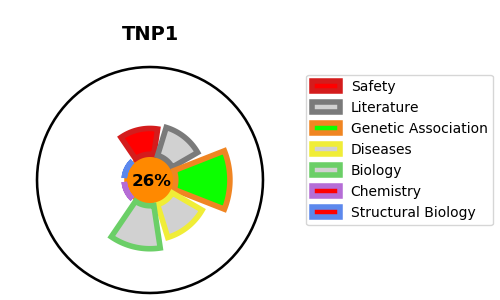 TNP1
26%
Safety
Literature
Genetic Association
Diseases
Biology
Chemistry
Structural Biology